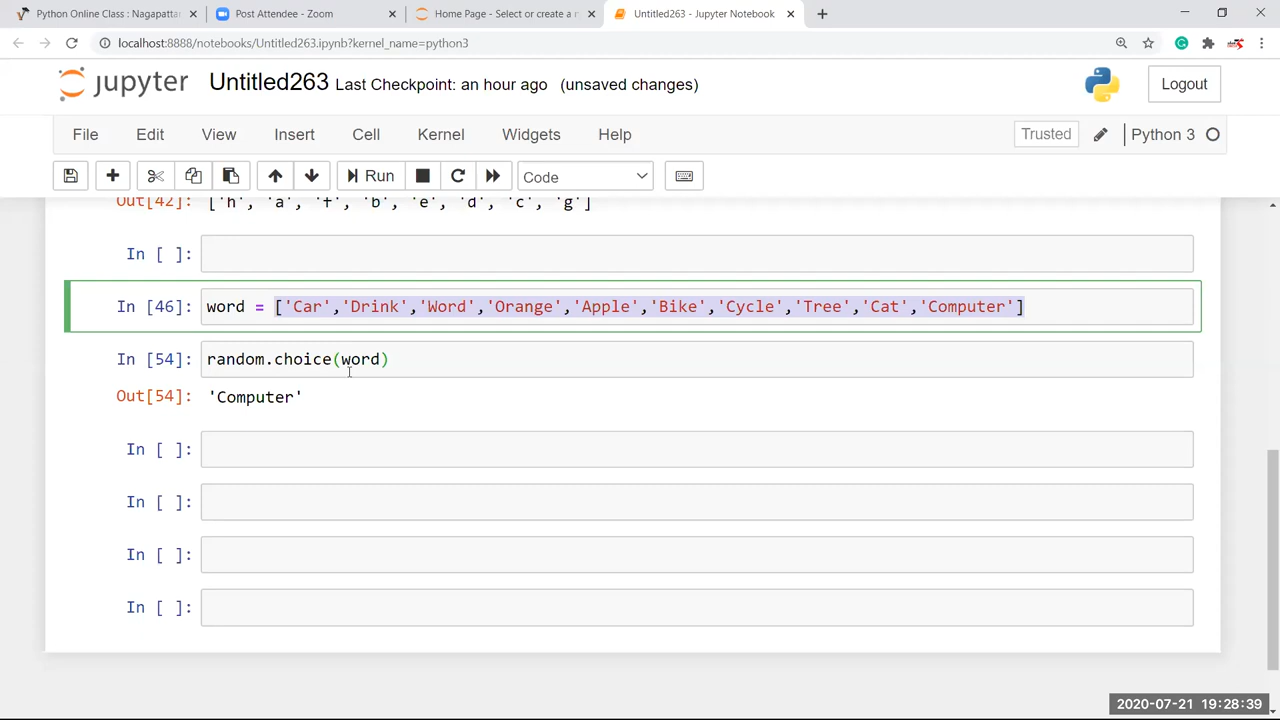 Python Online Class : Nagapattar
Post Attendee - Zoom
Home Page - Select or create a n
Untitled263 - Jupyter Notebook
localhost:8888/notebooks/Untitled263.ipynb?kernel_name=python3
jupyter Untitled263 Last Checkpoint: an hour ago (unsaved changes)
Logout
File Edit View Insert Cell Kernel Widgets Help
Trusted Python 3
Run Code
Out[42]: ['h', 'a', 'f', 'b', 'e', 'd', 'c', 'g']
In [ ]:
In [46]: word = ['Car','Drink','Word','Orange','Apple','Bike','Cycle','Tree','Cat','Computer']
In [54]: random.choice(word)
Out[54]: 'Computer'
In [ ]:
In [ ]:
In [ ]:
In [ ]:
2020-07-21 19:28:39